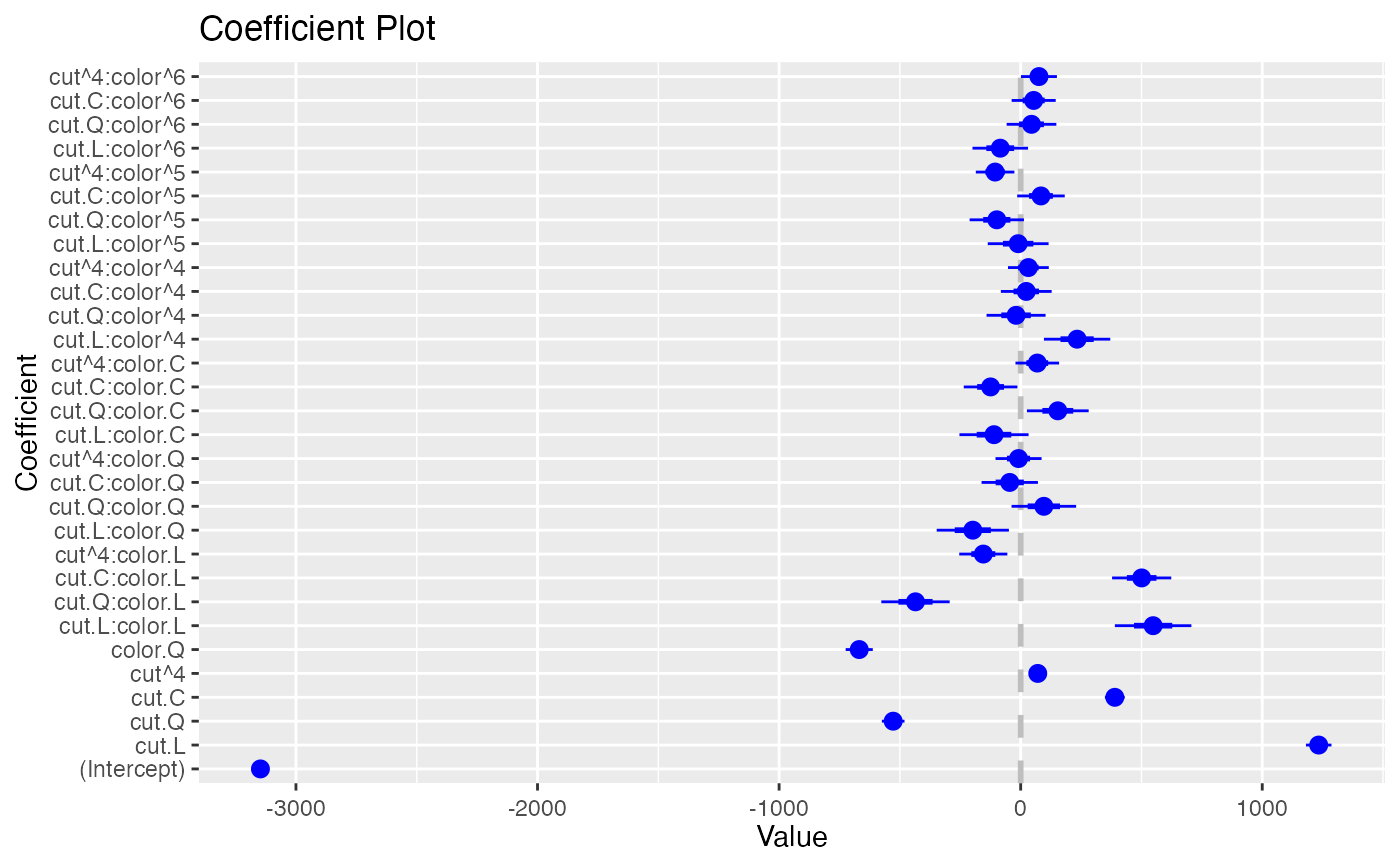 Coefficient Plot
Coefficient
cut^4:color^6
cut.C:color^6
cut.Q:color^6
cut.L:color^6
cut^4:color^5
cut.C:color^5
cut.Q:color^5
cut.L:color^5
cut^4:color^4
cut.C:color^4
cut.Q:color^4
cut.L:color^4
cut^4:color.C
cut.C:color.C
cut.Q:color.C
cut.L:color.C
cut^4:color.Q
cut.C:color.Q
cut.Q:color.Q
cut.L:color.Q
cut^4:color.L
cut.C:color.L
cut.Q:color.L
cut.L:color.L
color.Q
cut^4
cut.C
cut.Q
cut.L
(Intercept)
-3000 -2000 -1000 0 1000
Value